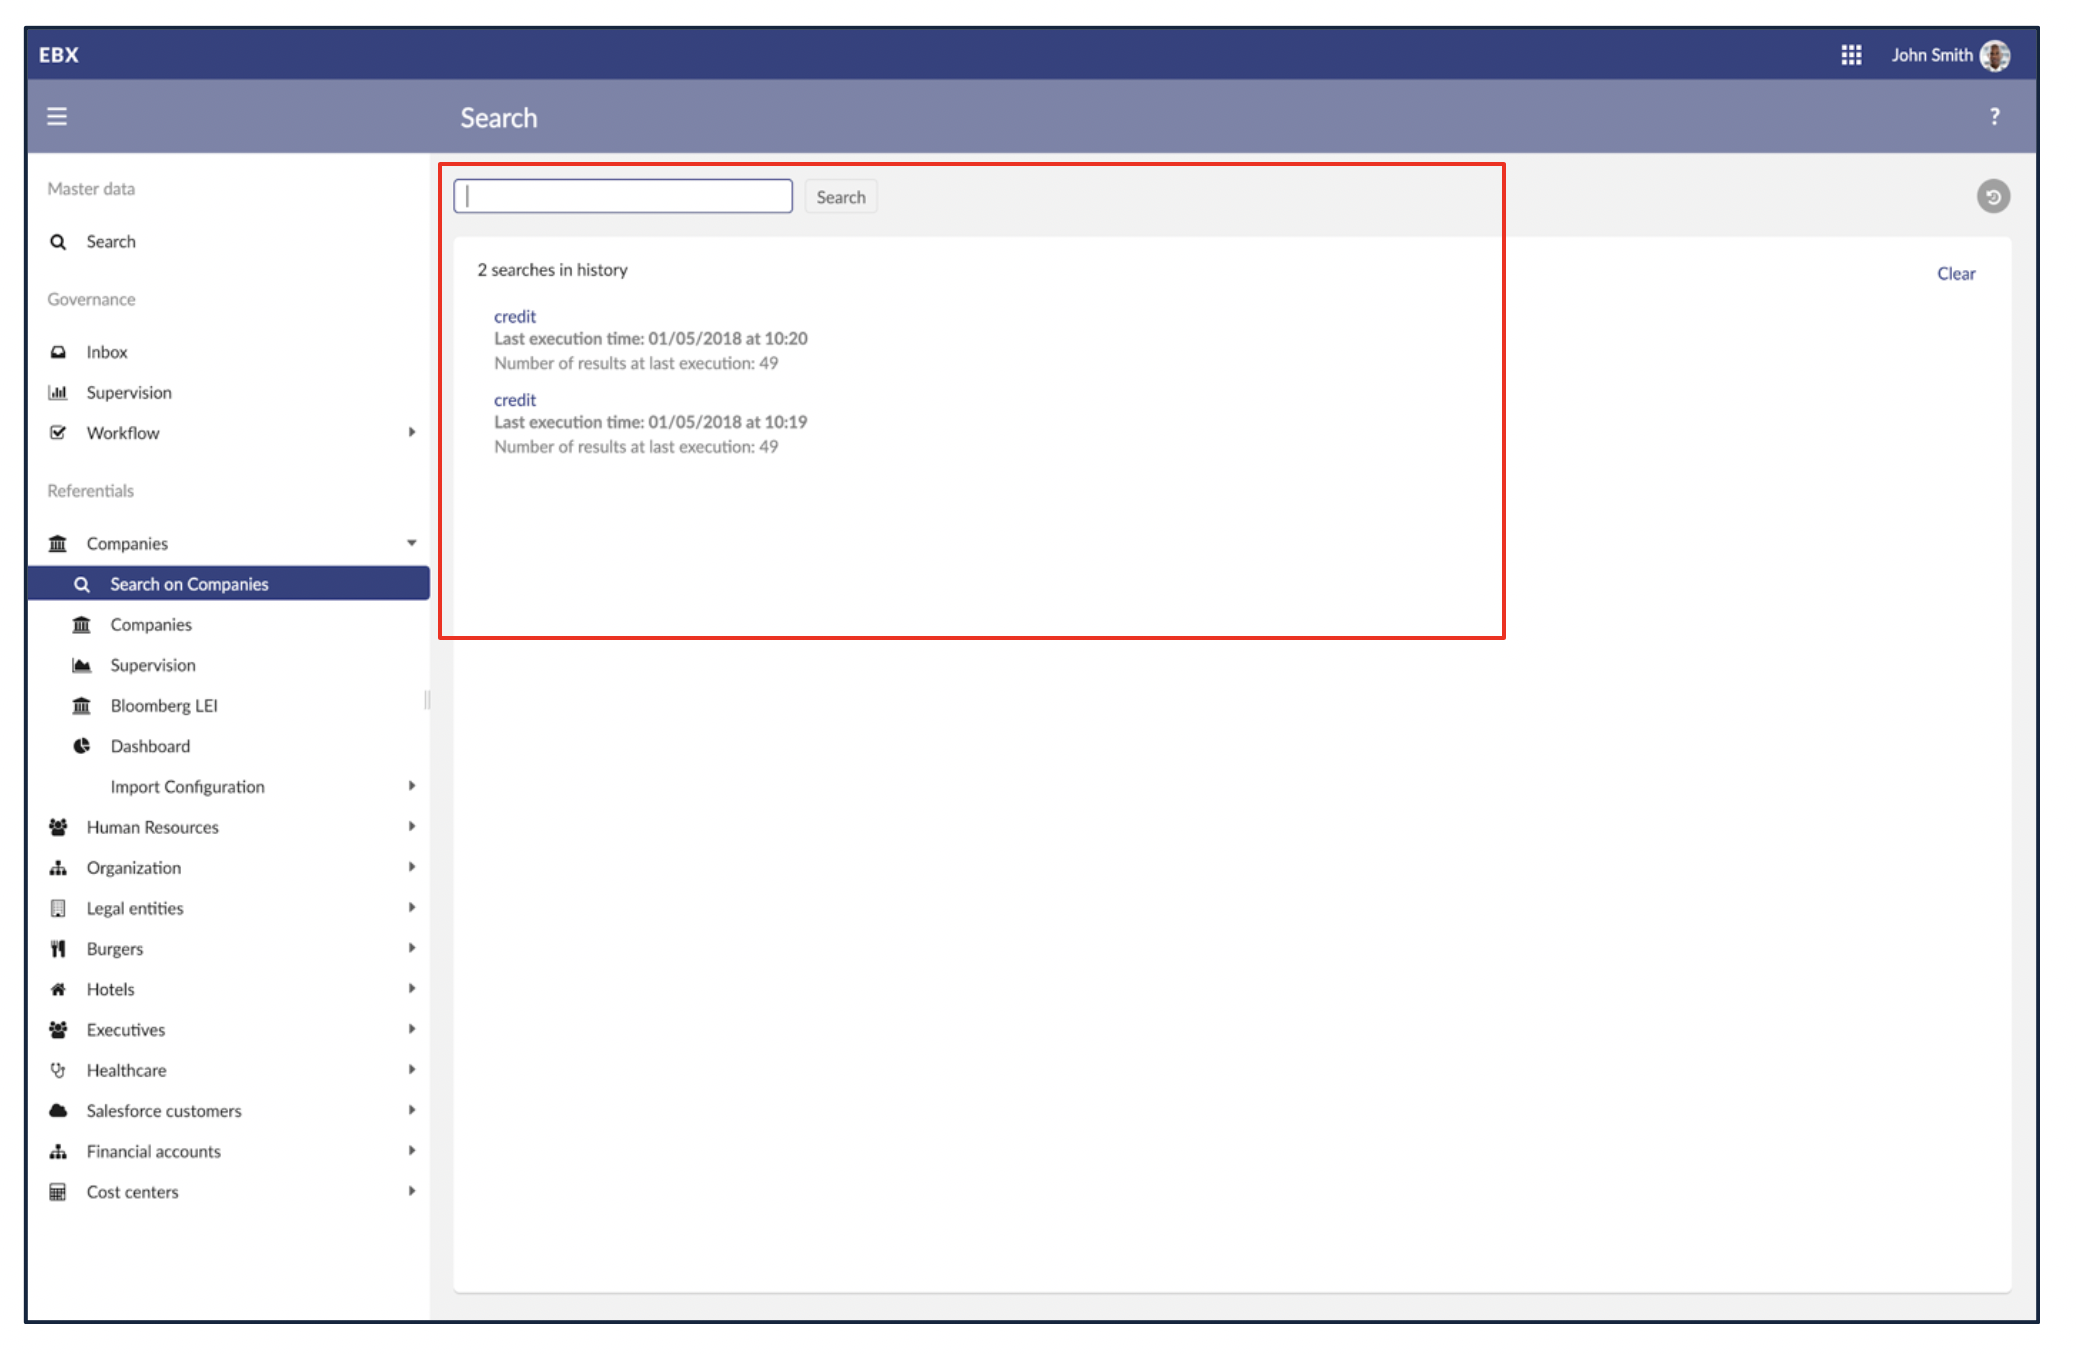 EBX
John Smith
Search
?
Master data
Search
Governance
Inbox
Supervision
Workflow
Referentials
Companies
Search on Companies
Companies
Supervision
Bloomberg LEI
Dashboard
Import Configuration
Human Resources
Organization
Legal entities
Burgers
Hotels
Executives
Healthcare
Salesforce customers
Financial accounts
Cost centers
Search
2 searches in history
Clear
credit
Last execution time: 01/05/2018 at 10:20
Number of results at last execution: 49
credit
Last execution time: 01/05/2018 at 10:19
Number of results at last execution: 49